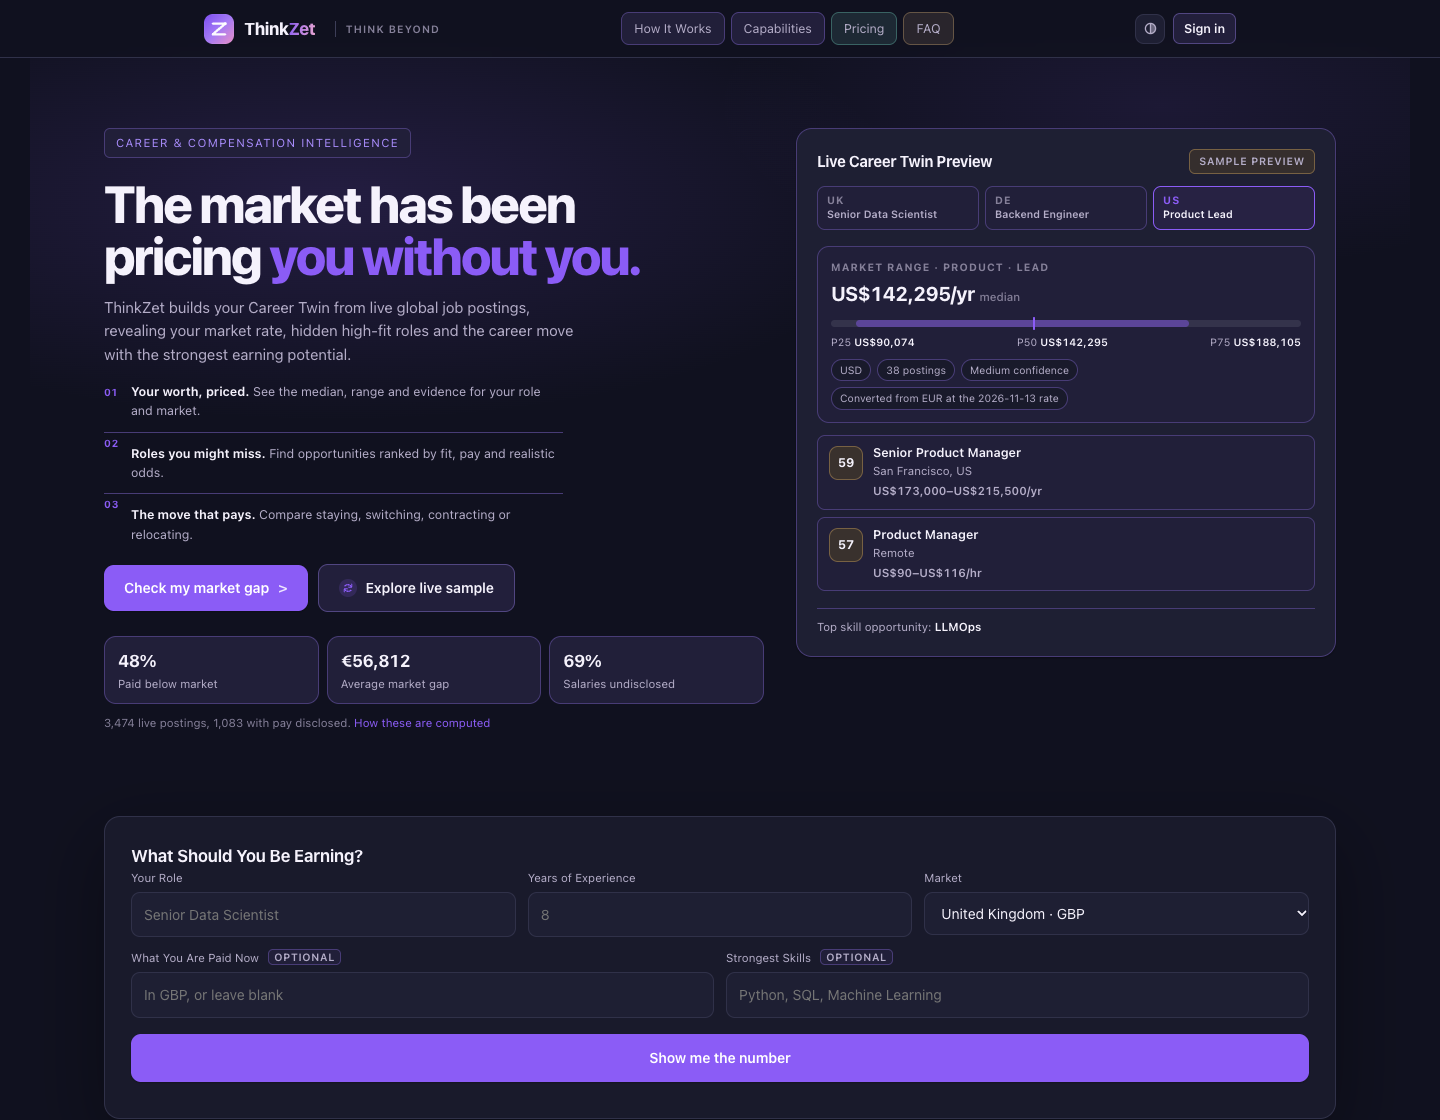 ThinkZet
THINK BEYOND
How It Works
Capabilities
Pricing
FAQ
Sign in
CAREER & COMPENSATION INTELLIGENCE
The market has been
pricing you without you.
ThinkZet builds your Career Twin from live global job postings,
revealing your market rate, hidden high-fit roles and the career move
with the strongest earning potential.
01 Your worth, priced. See the median, range and evidence for your role
and market.
02 Roles you might miss. Find opportunities ranked by fit, pay and realistic
odds.
03 The move that pays. Compare staying, switching, contracting or
relocating.
Check my market gap >
Explore live sample
48%
Paid below market
€56,812
Average market gap
69%
Salaries undisclosed
3,474 live postings, 1,083 with pay disclosed. How these are computed
Live Career Twin Preview
SAMPLE PREVIEW
UK
Senior Data Scientist
DE
Backend Engineer
US
Product Lead
MARKET RANGE · PRODUCT · LEAD
US$142,295/yr median
P25 US$90,074
P50 US$142,295
P75 US$188,105
USD
38 postings
Medium confidence
Converted from EUR at the 2026-11-13 rate
59
Senior Product Manager
San Francisco, US
US$173,000–US$215,500/yr
57
Product Manager
Remote
US$90–US$116/hr
Top skill opportunity: LLMOps
What Should You Be Earning?
Your Role
Senior Data Scientist
Years of Experience
8
Market
United Kingdom · GBP
What You Are Paid Now OPTIONAL
In GBP, or leave blank
Strongest Skills OPTIONAL
Python, SQL, Machine Learning
Show me the number